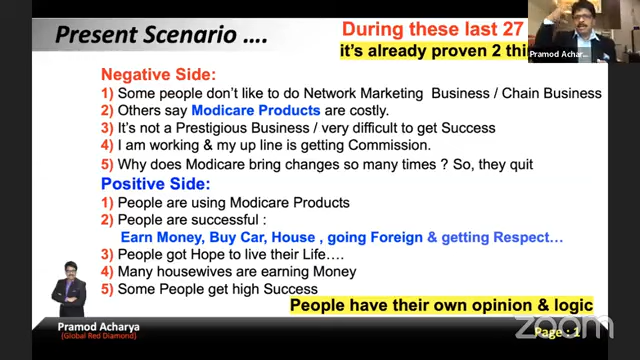 Present Scenario ....
During these last 27
it's already proven 2 thi
Pramod Achar...
Negative Side:
1) Some people don't like to do Network Marketing Business / Chain Business
2) Others say Modicare Products are costly.
3) It's not a Prestigious Business / very difficult to get Success
4) I am working & my up line is getting Commission.
5) Why does Modicare bring changes so many times ? So, they quit
Positive Side:
1) People are using Modicare Products
2) People are successful :
Earn Money, Buy Car, House , going Foreign & getting Respect...
3) People got Hope to live their Life....
4) Many housewives are earning Money
5) Some People get high Success
People have their own opinion & logic
Pramod Acharya
(Global Red Diamond)
Page : 1
zoom